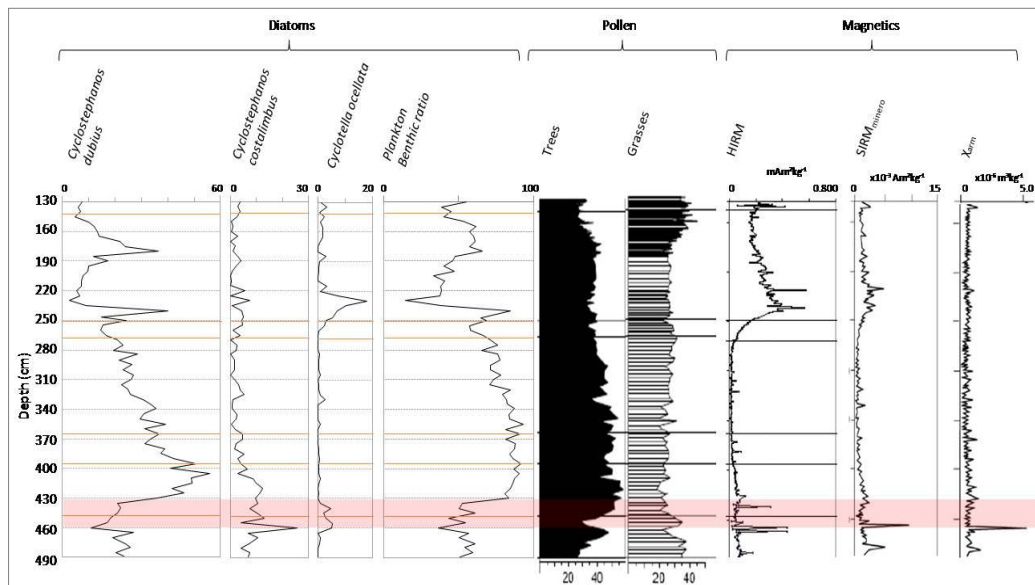 Diatoms Pollen Magnetics
Cyclostephanos dubius
Cyclostephanos costalimbus
Cyclotella ocellata
Plankton Benthic ratio
Trees
Grasses
HIRM
SIRMminero
Xarm
mAm²kg⁻¹ x10⁻³ Am²kg⁻¹ x10⁻⁶ m³kg⁻¹
0 60 0 30 0 20 0 100 0 0.800 0 15 0 5.0
Depth (cm)
130
160
190
220
250
280
310
340
370
400
430
460
490
20 40 20 40